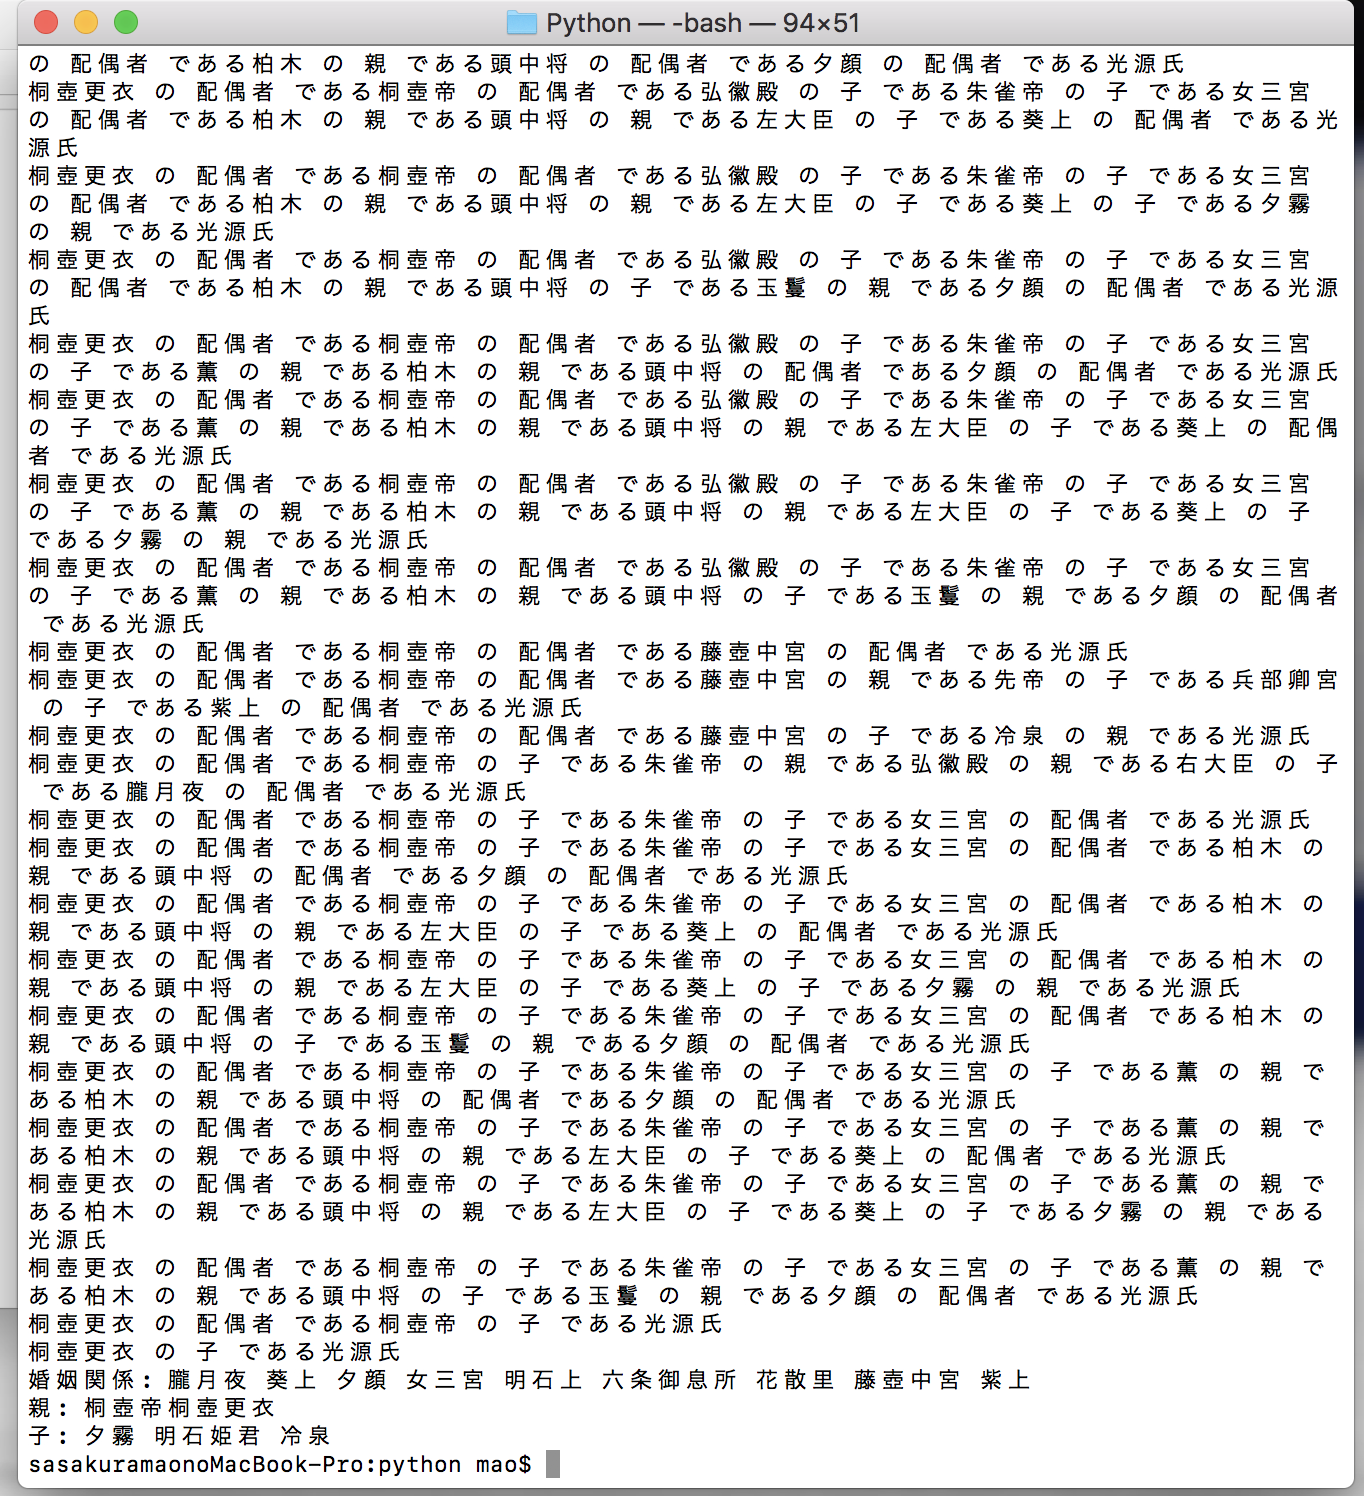 Python — -bash — 94×51
の 配偶者 である柏木 の 親 である頭中将 の 配偶者 である夕顔 の 配偶者 である光源氏
桐壺更衣 の 配偶者 である桐壺帝 の 配偶者 である弘徽殿 の 子 である朱雀帝 の 子 である女三宮
の 配偶者 である柏木 の 親 である頭中将 の 親 である左大臣 の 子 である葵上 の 配偶者 である光
源氏
桐壺更衣 の 配偶者 である桐壺帝 の 配偶者 である弘徽殿 の 子 である朱雀帝 の 子 である女三宮
の 配偶者 である柏木 の 親 である頭中将 の 親 である左大臣 の 子 である葵上 の 子 である夕霧
の 親 である光源氏
桐壺更衣 の 配偶者 である桐壺帝 の 配偶者 である弘徽殿 の 子 である朱雀帝 の 子 である女三宮
の 配偶者 である柏木 の 親 である頭中将 の 子 である玉鬘 の 親 である夕顔 の 配偶者 である光源
氏
桐壺更衣 の 配偶者 である桐壺帝 の 配偶者 である弘徽殿 の 子 である朱雀帝 の 子 である女三宮
の 子 である薫 の 親 である柏木 の 親 である頭中将 の 配偶者 である夕顔 の 配偶者 である光源氏
桐壺更衣 の 配偶者 である桐壺帝 の 配偶者 である弘徽殿 の 子 である朱雀帝 の 子 である女三宮
の 子 である薫 の 親 である柏木 の 親 である頭中将 の 親 である左大臣 の 子 である葵上 の 配偶
者 である光源氏
桐壺更衣 の 配偶者 である桐壺帝 の 配偶者 である弘徽殿 の 子 である朱雀帝 の 子 である女三宮
の 子 である薫 の 親 である柏木 の 親 である頭中将 の 親 である左大臣 の 子 である葵上 の 子
である夕霧 の 親 である光源氏
桐壺更衣 の 配偶者 である桐壺帝 の 配偶者 である弘徽殿 の 子 である朱雀帝 の 子 である女三宮
の 子 である薫 の 親 である柏木 の 親 である頭中将 の 子 である玉鬘 の 親 である夕顔 の 配偶者
である光源氏
桐壺更衣 の 配偶者 である桐壺帝 の 配偶者 である藤壺中宮 の 配偶者 である光源氏
桐壺更衣 の 配偶者 である桐壺帝 の 配偶者 である藤壺中宮 の 親 である先帝 の 子 である兵部卿宮
の 子 である紫上 の 配偶者 である光源氏
桐壺更衣 の 配偶者 である桐壺帝 の 配偶者 である藤壺中宮 の 子 である冷泉 の 親 である光源氏
桐壺更衣 の 配偶者 である桐壺帝 の 子 である朱雀帝 の 親 である弘徽殿 の 親 である右大臣 の 子
である朧月夜 の 配偶者 である光源氏
桐壺更衣 の 配偶者 である桐壺帝 の 子 である朱雀帝 の 子 である女三宮 の 配偶者 である光源氏
桐壺更衣 の 配偶者 である桐壺帝 の 子 である朱雀帝 の 子 である女三宮 の 配偶者 である柏木 の
親 である頭中将 の 配偶者 である夕顔 の 配偶者 である光源氏
桐壺更衣 の 配偶者 である桐壺帝 の 子 である朱雀帝 の 子 である女三宮 の 配偶者 である柏木 の
親 である頭中将 の 親 である左大臣 の 子 である葵上 の 配偶者 である光源氏
桐壺更衣 の 配偶者 である桐壺帝 の 子 である朱雀帝 の 子 である女三宮 の 配偶者 である柏木 の
親 である頭中将 の 親 である左大臣 の 子 である葵上 の 子 である夕霧 の 親 である光源氏
桐壺更衣 の 配偶者 である桐壺帝 の 子 である朱雀帝 の 子 である女三宮 の 配偶者 である柏木 の
親 である頭中将 の 子 である玉鬘 の 親 である夕顔 の 配偶者 である光源氏
桐壺更衣 の 配偶者 である桐壺帝 の 子 である朱雀帝 の 子 である女三宮 の 子 である薫 の 親 で
ある柏木 の 親 である頭中将 の 配偶者 である夕顔 の 配偶者 である光源氏
桐壺更衣 の 配偶者 である桐壺帝 の 子 である朱雀帝 の 子 である女三宮 の 子 である薫 の 親 で
ある柏木 の 親 である頭中将 の 親 である左大臣 の 子 である葵上 の 配偶者 である光源氏
桐壺更衣 の 配偶者 である桐壺帝 の 子 である朱雀帝 の 子 である女三宮 の 子 である薫 の 親 で
ある柏木 の 親 である頭中将 の 親 である左大臣 の 子 である葵上 の 子 である夕霧 の 親 である
光源氏
桐壺更衣 の 配偶者 である桐壺帝 の 子 である朱雀帝 の 子 である女三宮 の 子 である薫 の 親 で
ある柏木 の 親 である頭中将 の 子 である玉鬘 の 親 である夕顔 の 配偶者 である光源氏
桐壺更衣 の 配偶者 である桐壺帝 の 子 である光源氏
桐壺更衣 の 子 である光源氏
婚姻関係: 朧月夜 葵上 夕顔 女三宮 明石上 六条御息所 花散里 藤壺中宮 紫上
親: 桐壺帝桐壺更衣
子: 夕霧 明石姫君 冷泉
sasakuramaonoMacBook-Pro:python mao$